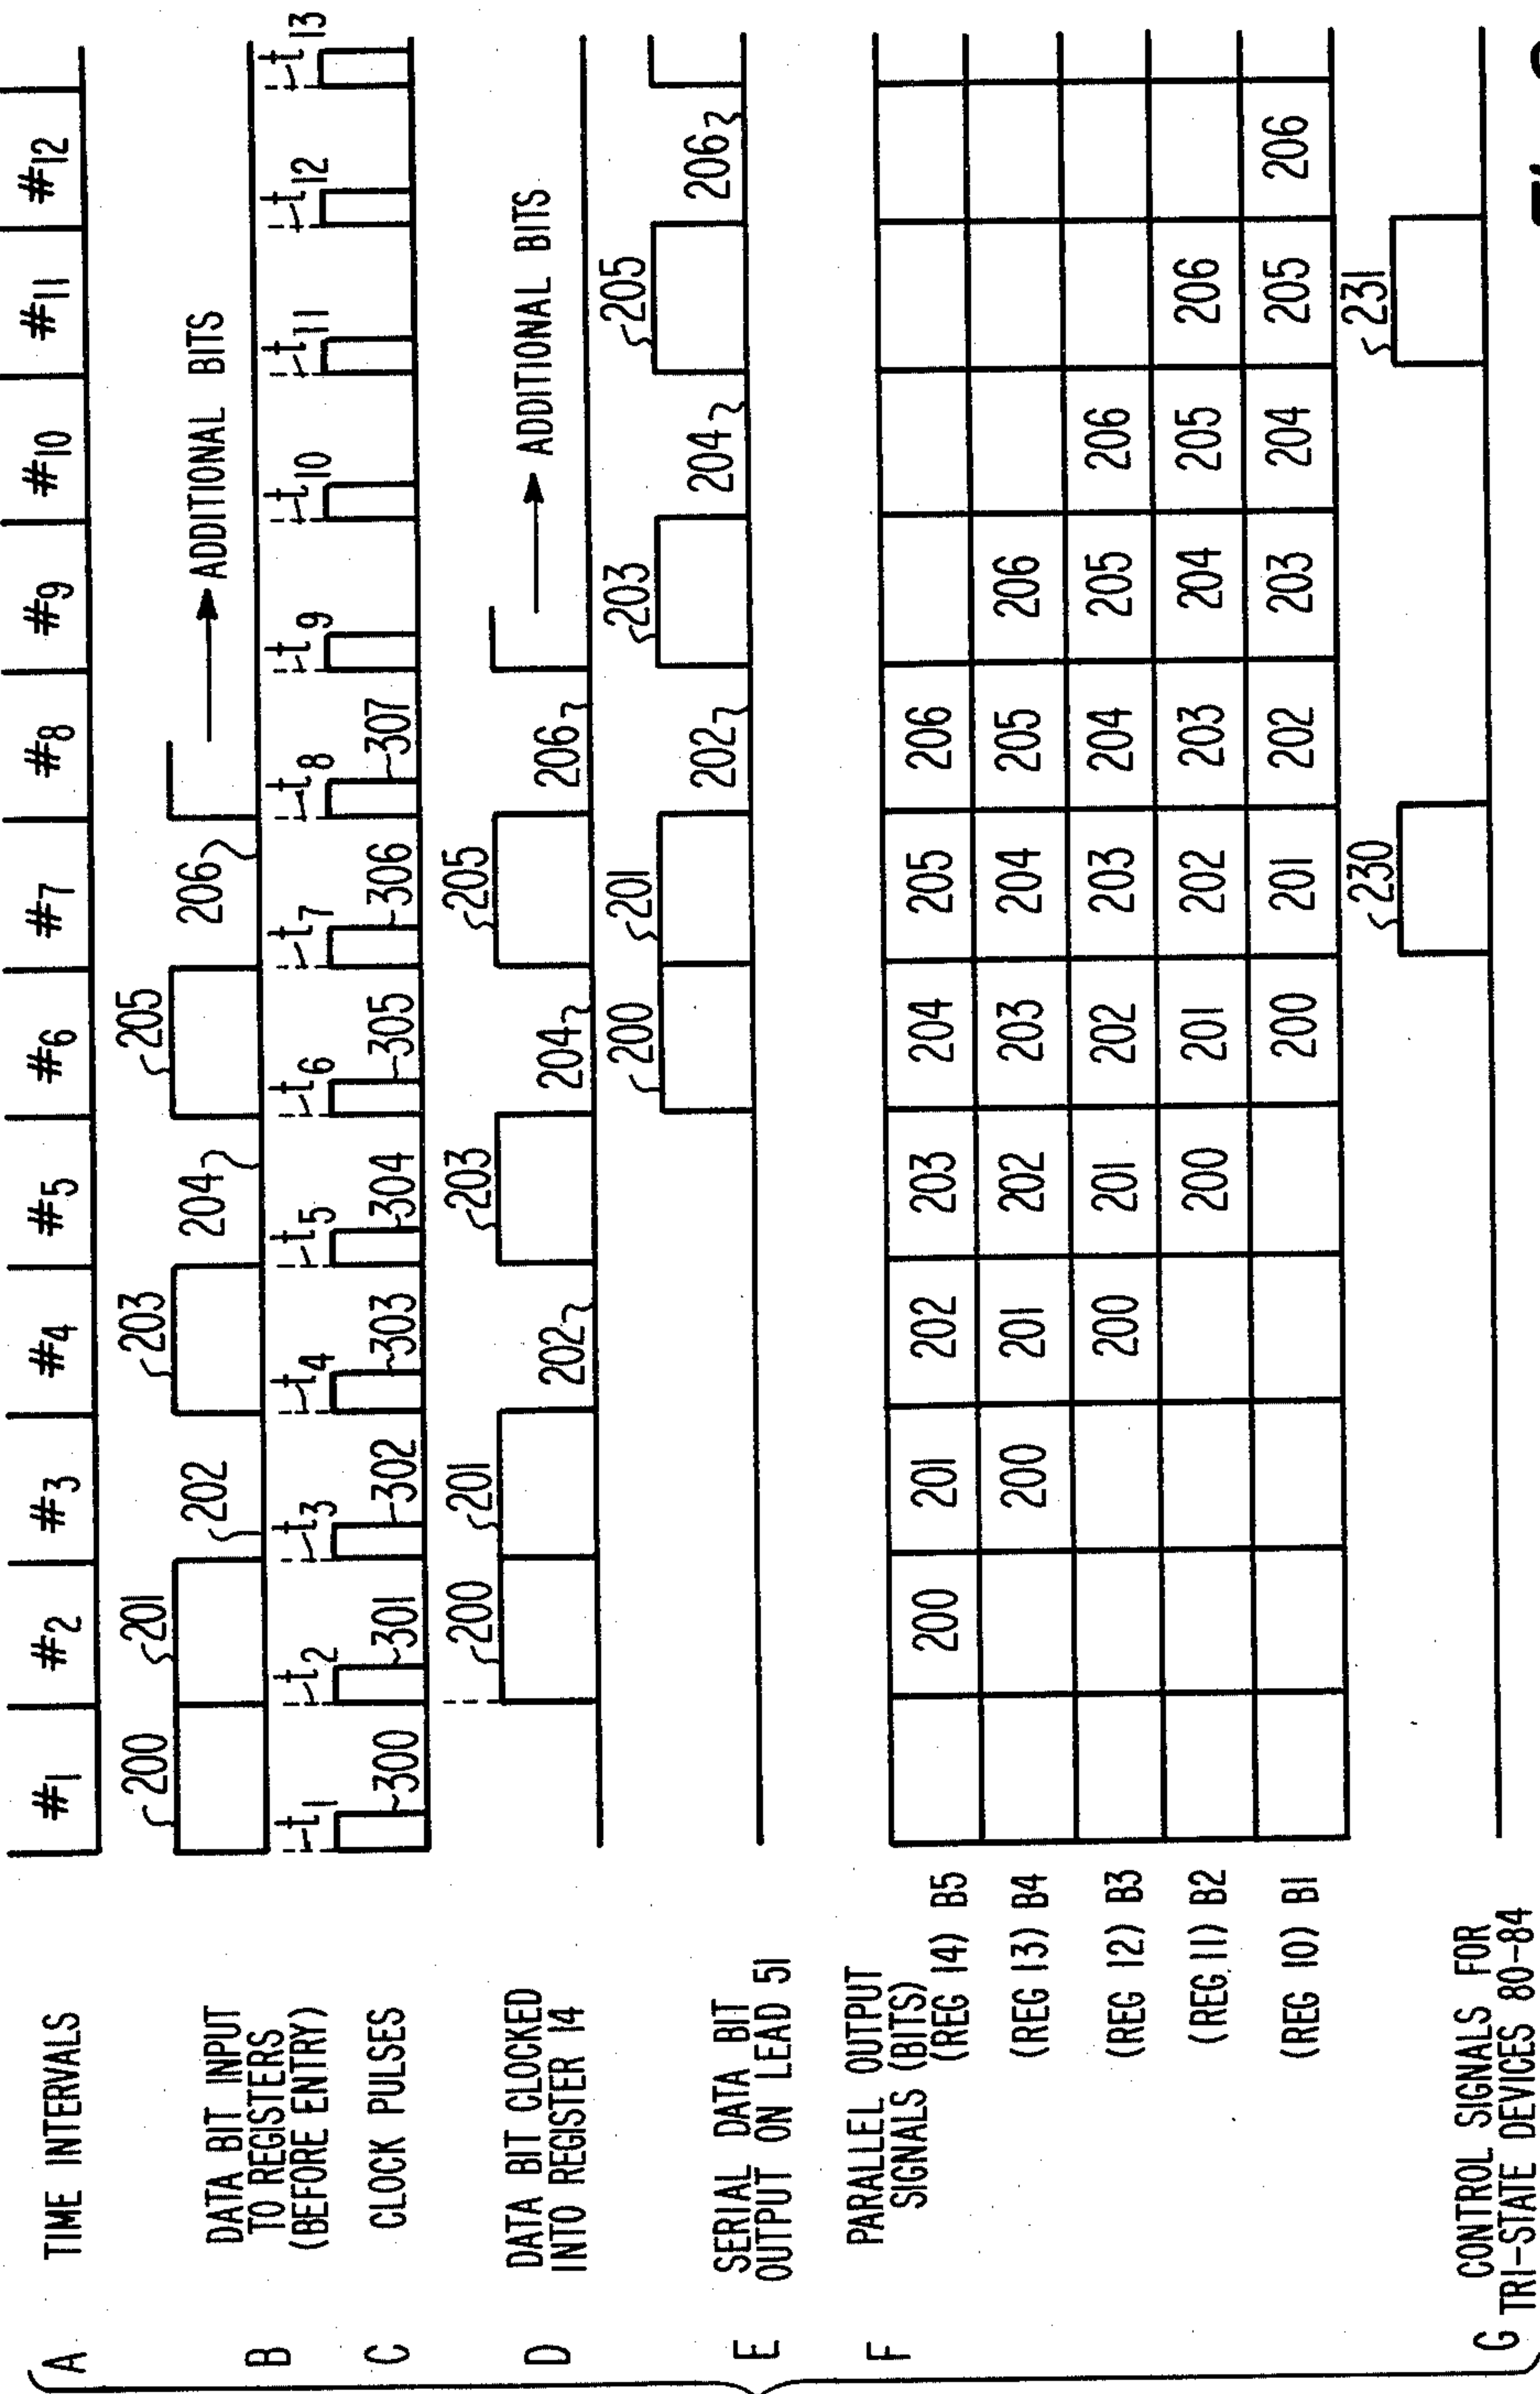 A TIME INTERVALS #1 #2 #3 #4 #5 #6 #7 #8 #9 #10 #11 #12
200 201 203 205
B DATA BIT INPUT
TO REGISTERS
(BEFORE ENTRY)
202 204 206 ADDITIONAL BITS
t1 t2 t3 t4 t5 t6 t7 t8 t9 t10 t11 t12 t13
C CLOCK PULSES 300 301 302 303 304 305 306 307
D DATA BIT CLOCKED
INTO REGISTER 14
200 201 203 205
202 204 206 ADDITIONAL BITS
E SERIAL DATA BIT
OUTPUT ON LEAD 51
200 201 203 205
202 204 206
F PARALLEL OUTPUT
SIGNALS (BITS)
(REG 14) B5 200 201 202 203 204 205 206
(REG 13) B4 200 201 202 203 204 205 206
(REG 12) B3 200 201 202 203 204 205 206
(REG 11) B2 200 201 202 203 204 205 206
(REG 10) B1 200 201 202 203 204 205 206
230 231
G CONTROL SIGNALS FOR
TRI-STATE DEVICES 80-84